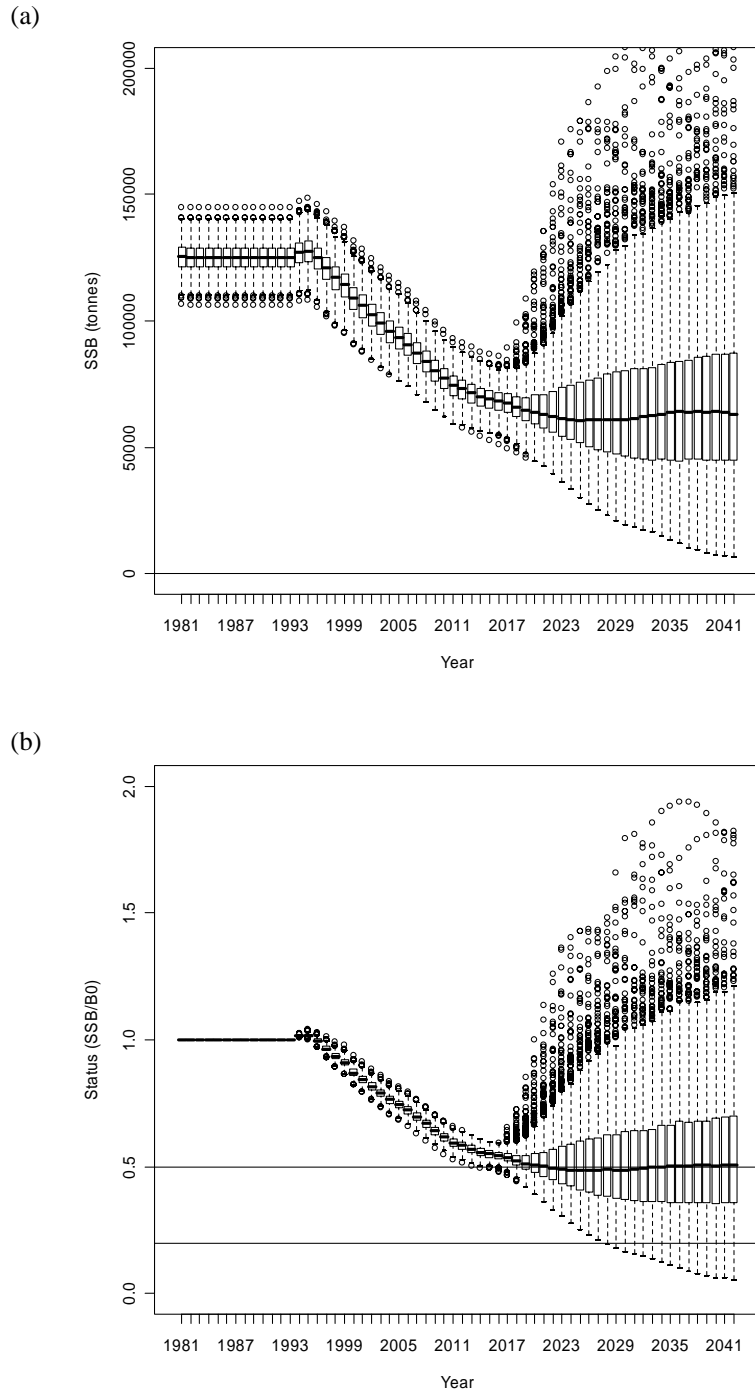 (a)
SSB (tonnes)
200000
150000
100000
50000
0
1981 1987 1993 1999 2005 2011 2017 2023 2029 2035 2041
Year
(b)
Status (SSB/B0)
2.0
1.5
1.0
0.5
0.0
1981 1987 1993 1999 2005 2011 2017 2023 2029 2035 2041
Year